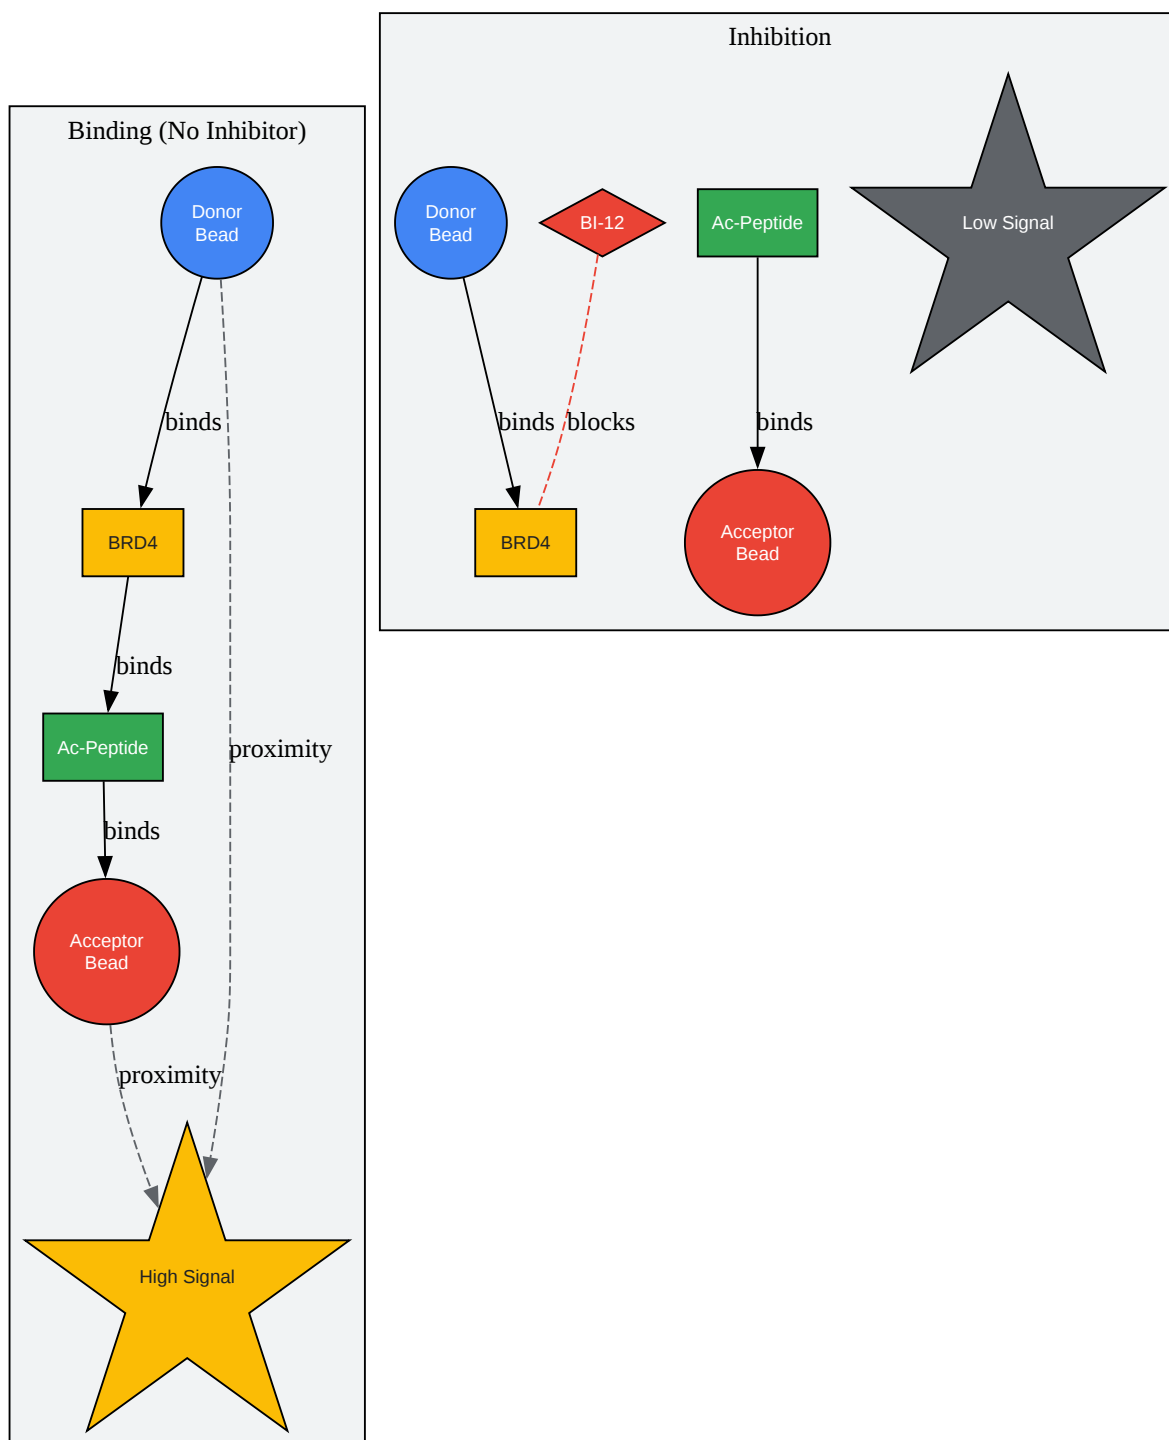 Binding (No Inhibitor)
Donor
Bead
binds
BRD4
binds
proximity
Ac-Peptide
binds
Acceptor
Bead
proximity
High Signal
Inhibition
Donor
Bead
BI-12
Ac-Peptide
Low Signal
binds
blocks
binds
BRD4
Acceptor
Bead